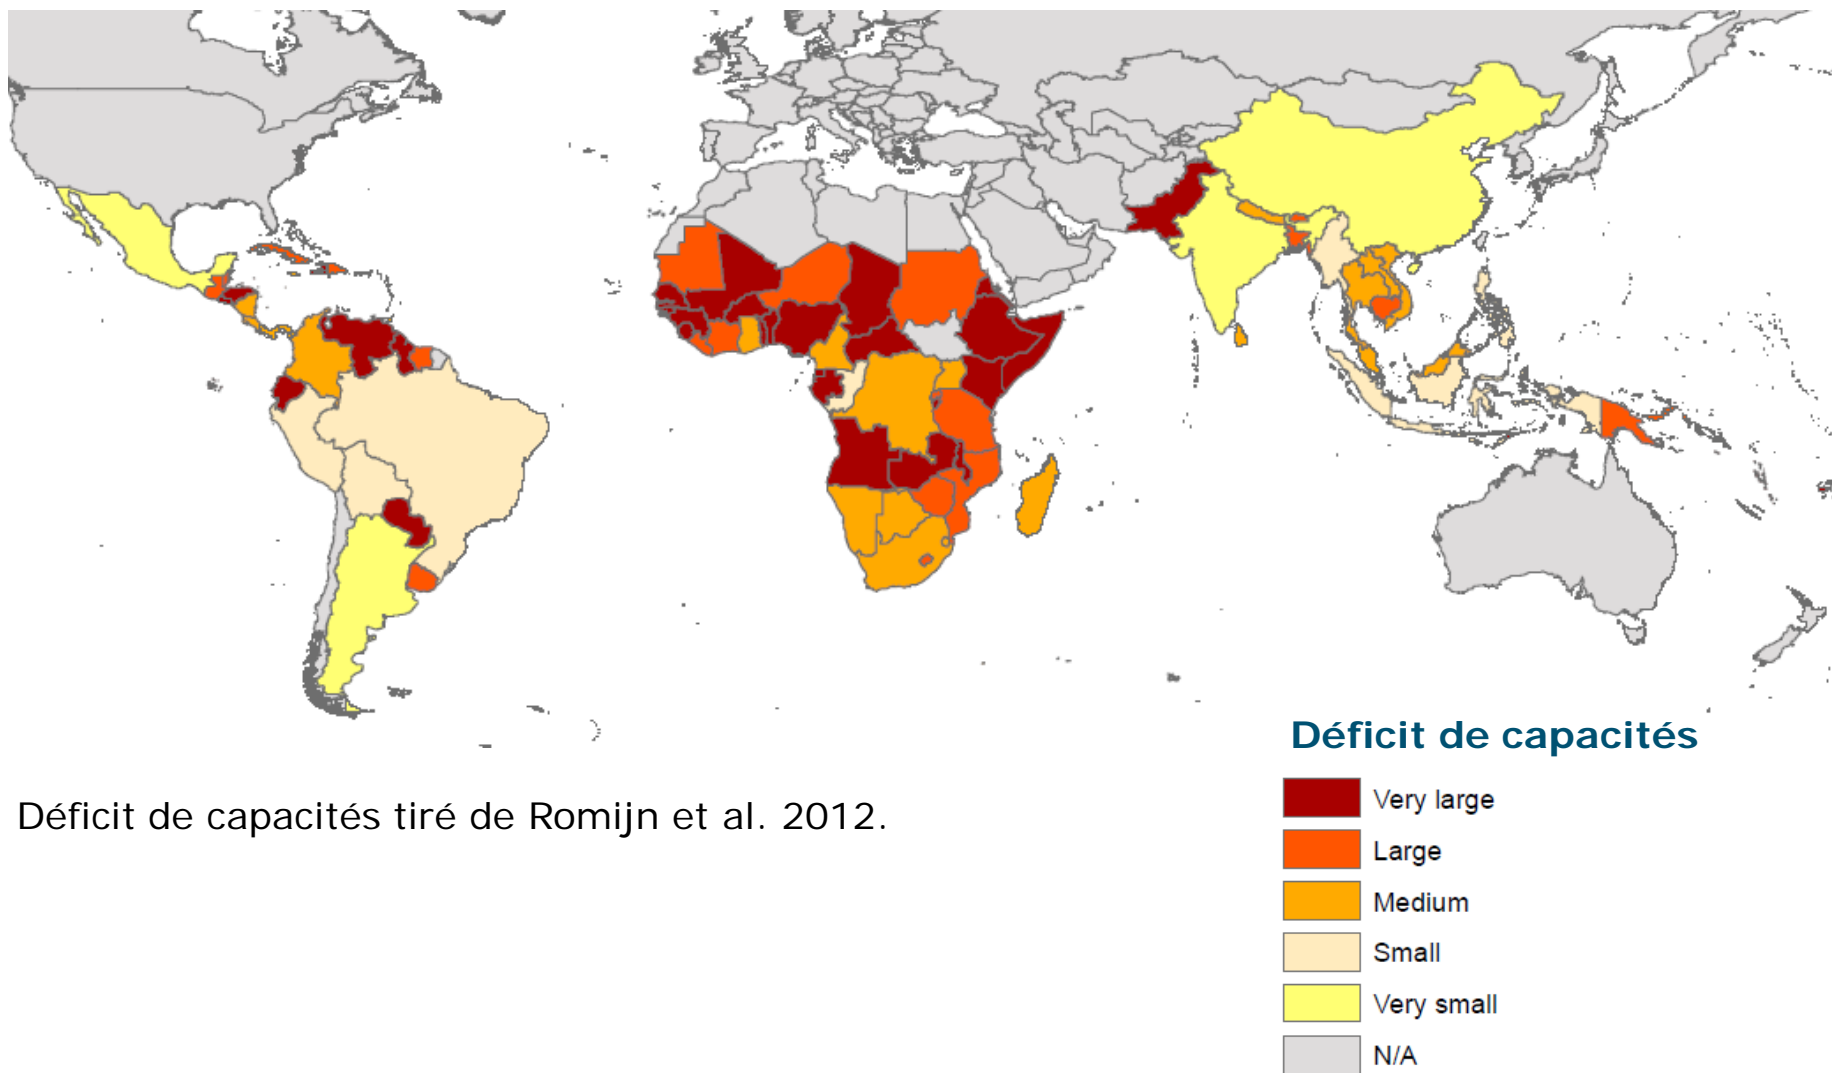 Déficit de capacités
Very large
Large
Medium
Small
Very small
N/A
Déficit de capacités tiré de Romijn et al. 2012.